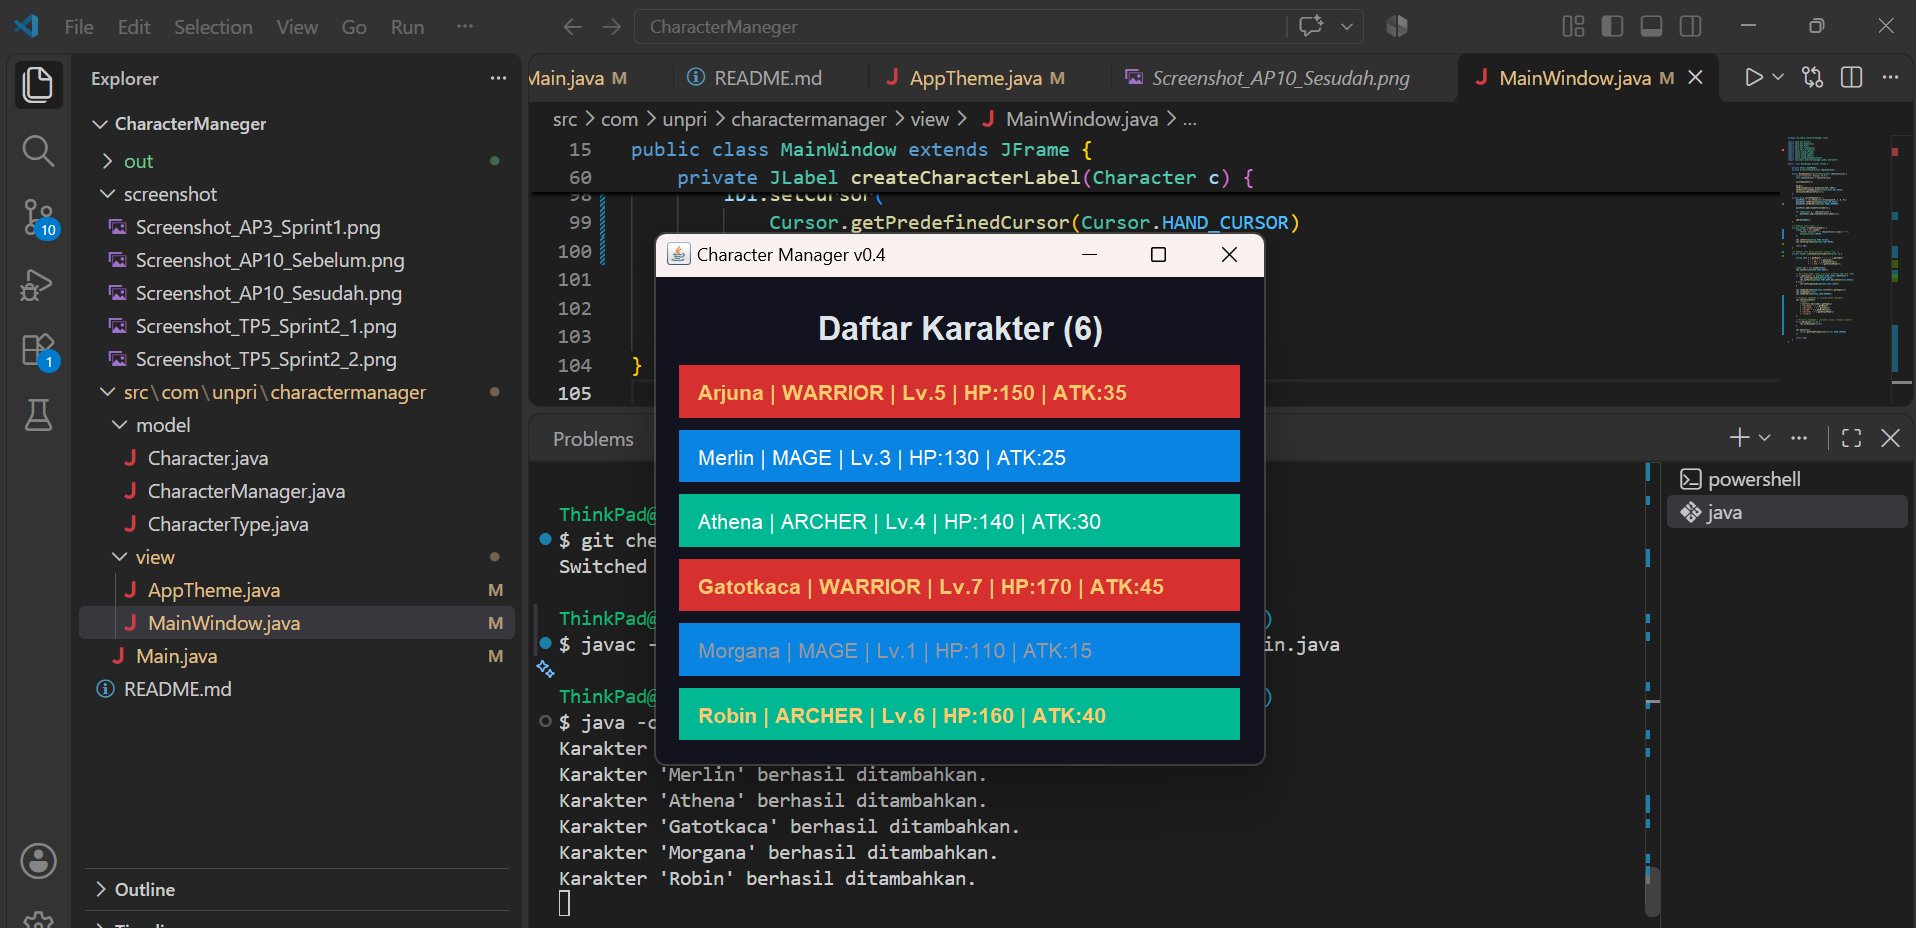 File Edit Selection View Go Run ···
CharacterManeger
Explorer
CharacterManeger
out
screenshot
Screenshot_AP3_Sprint1.png
Screenshot_AP10_Sebelum.png
Screenshot_AP10_Sesudah.png
Screenshot_TP5_Sprint2_1.png
Screenshot_TP5_Sprint2_2.png
src\com\unpri\charactermanager
model
Character.java
CharacterManager.java
CharacterType.java
view
AppTheme.java M
MainWindow.java M
Main.java M
README.md
Outline
10
1
Main.java M README.md AppTheme.java M Screenshot_AP10_Sesudah.png MainWindow.java M
src > com > unpri > charactermanager > view > MainWindow.java > ...
15 public class MainWindow extends JFrame {
60 private JLabel createCharacterLabel(Character c) {
98 lbl.setCursor(
99 Cursor.getPredefinedCursor(Cursor.HAND_CURSOR)
100
101
102
103
104 }
105
Character Manager v0.4
Daftar Karakter (6)
Arjuna | WARRIOR | Lv.5 | HP:150 | ATK:35
Merlin | MAGE | Lv.3 | HP:130 | ATK:25
Athena | ARCHER | Lv.4 | HP:140 | ATK:30
Gatotkaca | WARRIOR | Lv.7 | HP:170 | ATK:45
Morgana | MAGE | Lv.1 | HP:110 | ATK:15
Robin | ARCHER | Lv.6 | HP:160 | ATK:40
Problems
powershell
java
ThinkPad@
$ git che
Switched
ThinkPad@ )
$ javac - in.java
ThinkPad@ )
$ java -c
Karakter
Karakter 'Merlin' berhasil ditambahkan.
Karakter 'Athena' berhasil ditambahkan.
Karakter 'Gatotkaca' berhasil ditambahkan.
Karakter 'Morgana' berhasil ditambahkan.
Karakter 'Robin' berhasil ditambahkan.